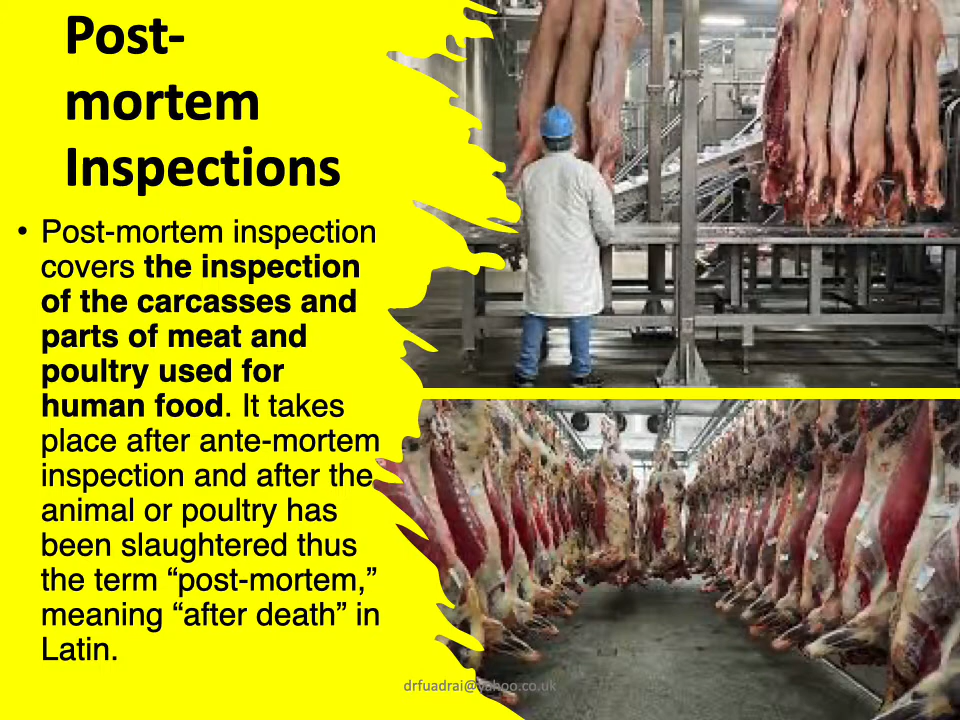 Post-
mortem
Inspections
• Post-mortem inspection
covers the inspection
of the carcasses and
parts of meat and
poultry used for
human food. It takes
place after ante-mortem
inspection and after the
animal or poultry has
been slaughtered thus
the term “post-mortem,”
meaning “after death” in
Latin.
drfuadrai@yahoo.co.uk